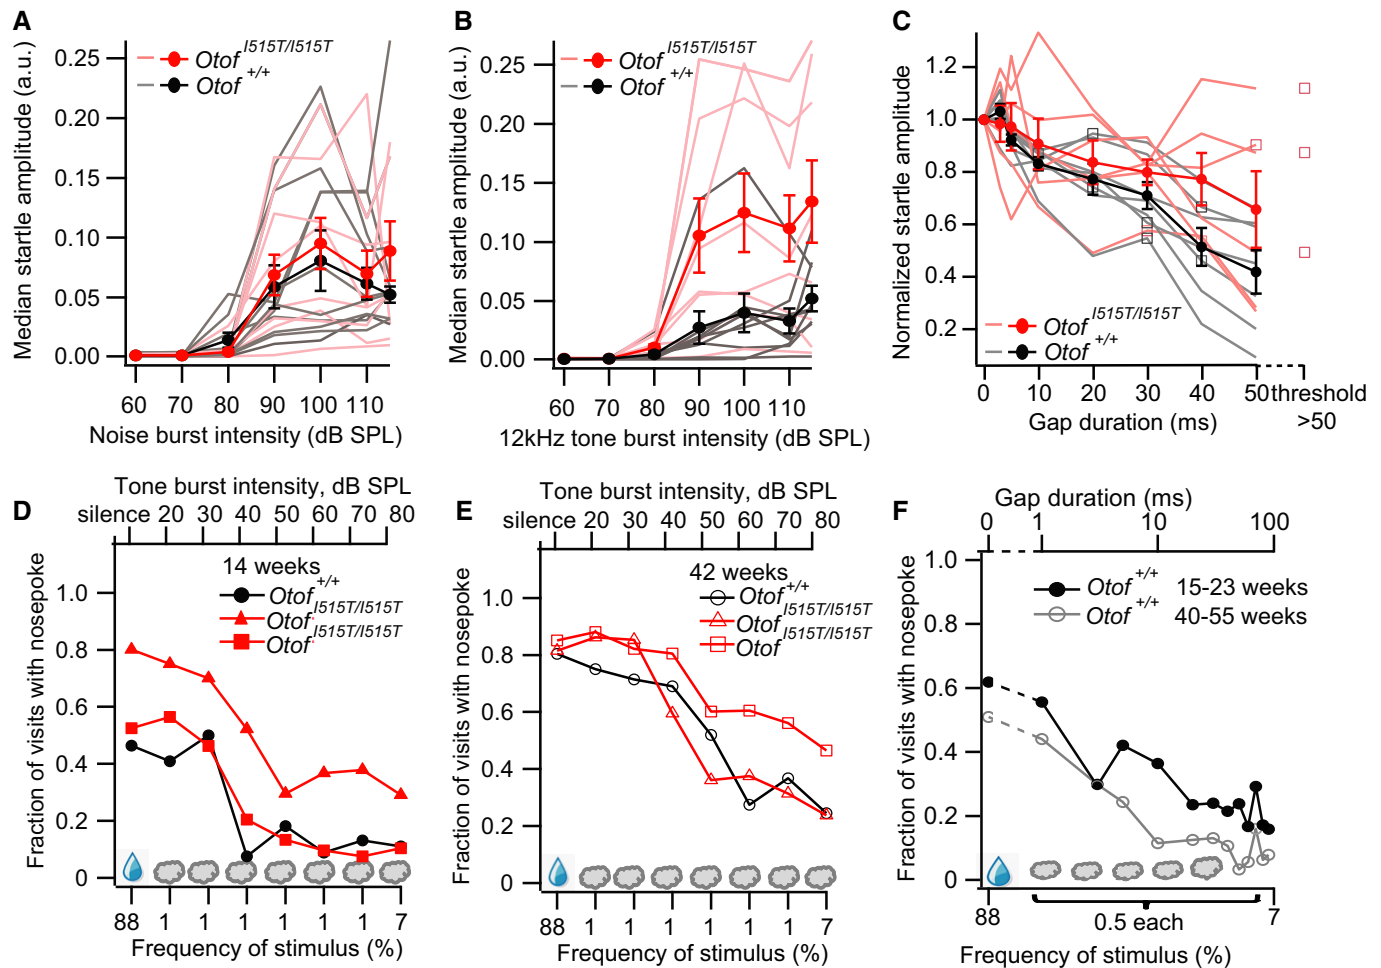 A
Median startle amplitude (a.u.)
0.25
0.20
0.15
0.10
0.05
0.00
Otof I515T/I515T
Otof +/+
60 70 80 90 100 110
Noise burst intensity (dB SPL)
B
Median startle amplitude (a.u.)
0.25
0.20
0.15
0.10
0.05
0.00
Otof I515T/I515T
Otof +/+
60 70 80 90 100 110
12kHz tone burst intensity (dB SPL)
C
Normalized startle amplitude
1.2
1.0
0.8
0.6
0.4
0.2
Otof I515T/I515T
Otof +/+
0 10 20 30 40 50 threshold
>50
Gap duration (ms)
D
Tone burst intensity, dB SPL
silence 20 30 40 50 60 70 80
Fraction of visits with nosepoke
1.0
0.8
0.6
0.4
0.2
0
14 weeks
Otof +/+
Otof I515T/I515T
Otof I515T/I515T
88 1 1 1 1 1 1 7
Frequency of stimulus (%)
E
Tone burst intensity, dB SPL
silence 20 30 40 50 60 70 80
Fraction of visits with nosepoke
1.0
0.8
0.6
0.4
0.2
0
42 weeks
Otof +/+
Otof I515T/I515T
Otof I515T/I515T
88 1 1 1 1 1 1 7
Frequency of stimulus (%)
F
Gap duration (ms)
0 1 10 100
Fraction of visits with nosepoke
1.0
0.8
0.6
0.4
0.2
0
Otof +/+ 15-23 weeks
Otof +/+ 40-55 weeks
88 0.5 each 7
Frequency of stimulus (%)